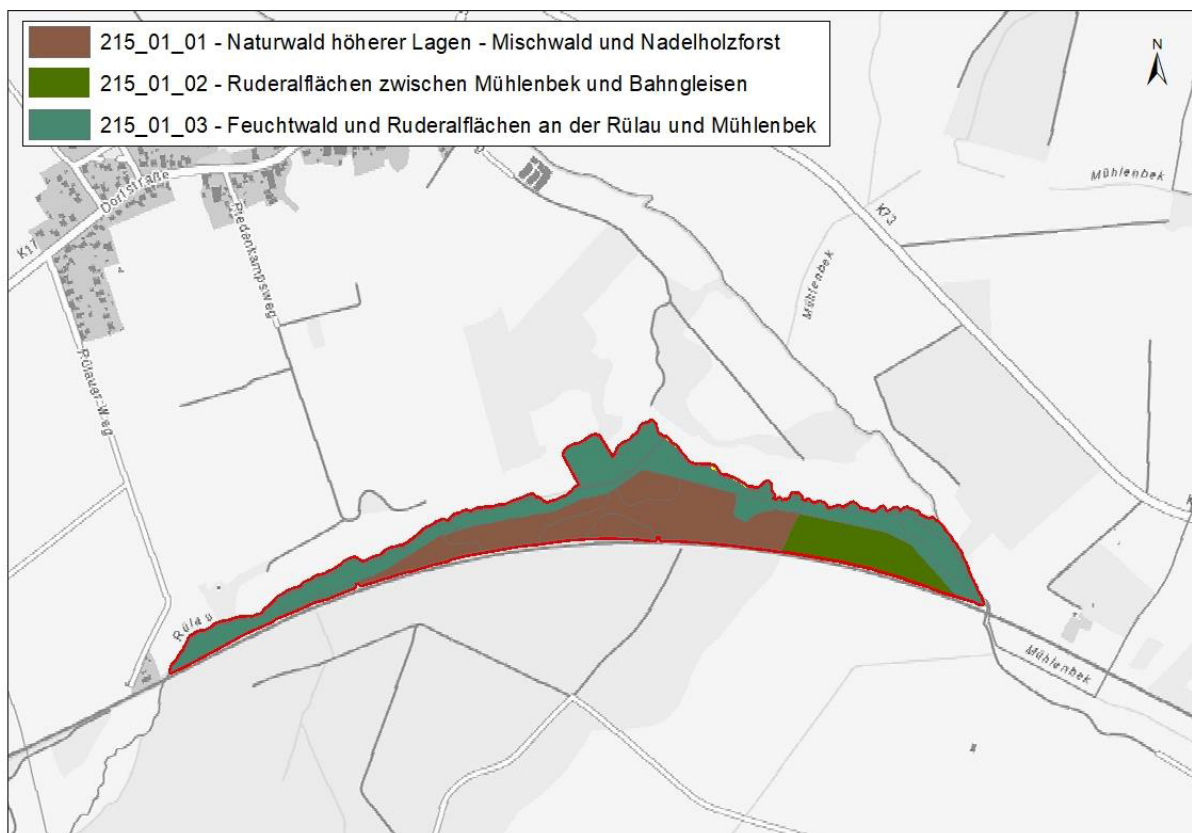 215_01_01 - Naturwald höherer Lagen - Mischwald und Nadelholzforst
215_01_02 - Ruderalflächen zwischen Mühlenbek und Bahngleisen
215_01_03 - Feuchtwald und Ruderalflächen an der Rülau und Mühlenbek
N
Mühlenbek
Dorfstraße
K17
K73
Riedenkampsweg
Mühlenbek
Rülauer Weg
Rülau
Mühlenbek